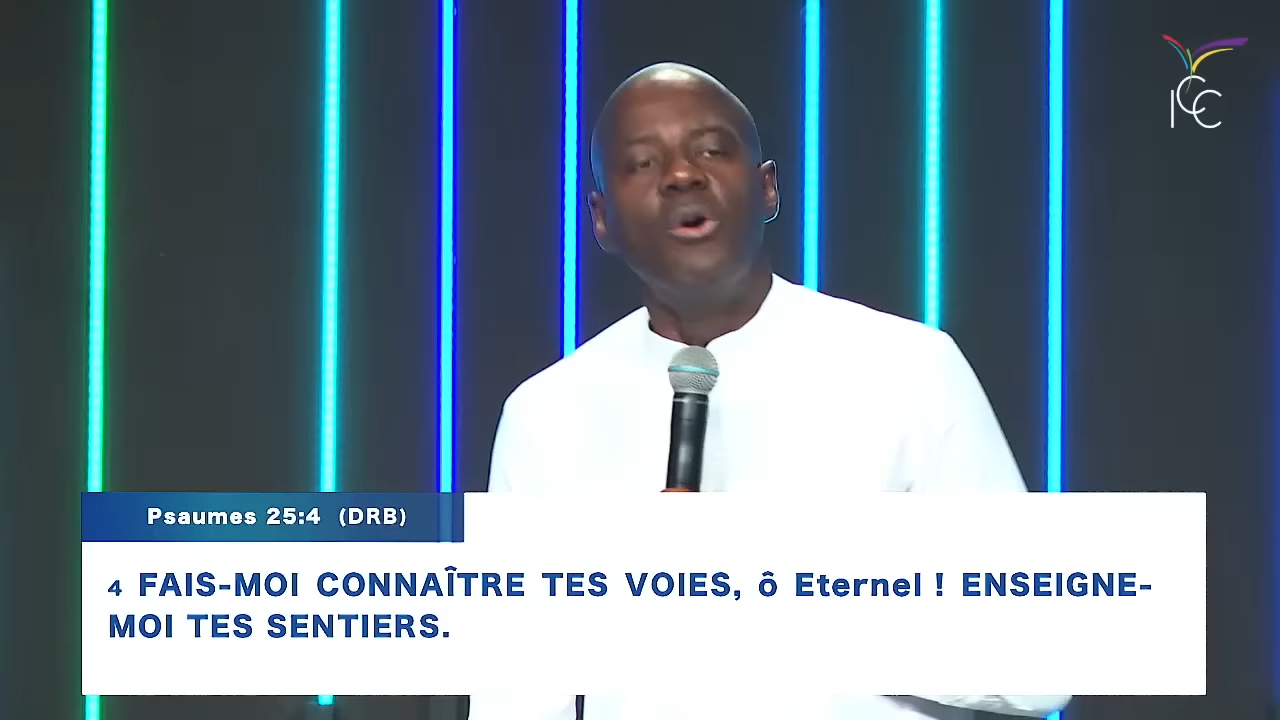 ICC
Psaumes 25:4 (DRB)
4 FAIS-MOI CONNAÎTRE TES VOIES, ô Eternel ! ENSEIGNE-
MOI TES SENTIERS.